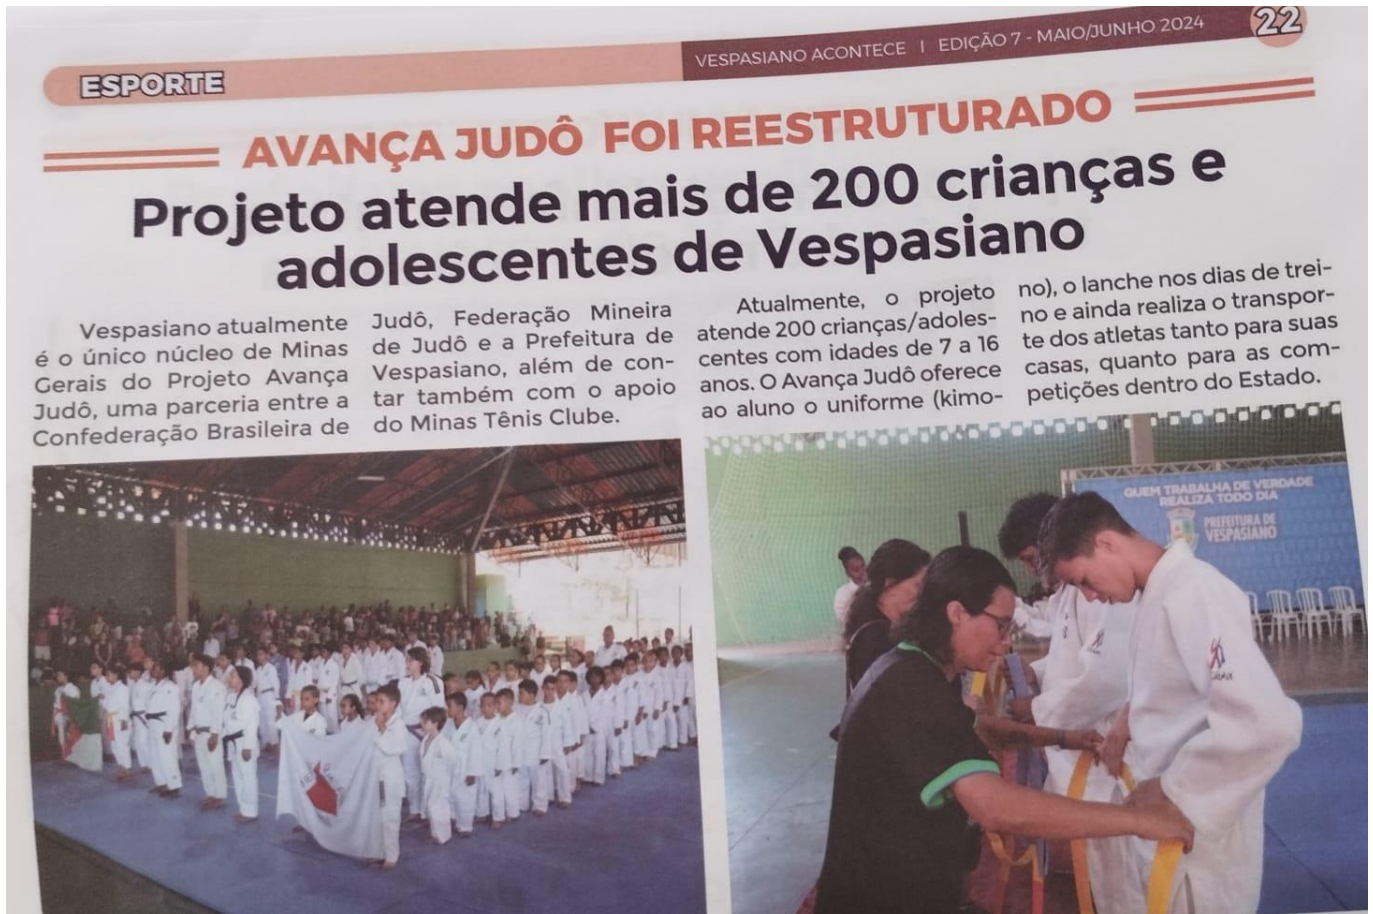 ESPORTE
VESPASIANO ACONTECE | EDIÇÃO 7 - MAIO/JUNHO 2024
22
AVANÇA JUDÔ FOI REESTRUTURADO
Projeto atende mais de 200 crianças e
adolescentes de Vespasiano
Vespasiano atualmente
é o único núcleo de Minas
Gerais do Projeto Avança
Judô, uma parceria entre a
Confederação Brasileira de
Judô, Federação Mineira
de Judô e a Prefeitura de
Vespasiano, além de con-
tar também com o apoio
do Minas Tênis Clube.
Atualmente, o projeto
atende 200 crianças/adoles-
centes com idades de 7 a 16
anos. O Avança Judô oferece
ao aluno o uniforme (kimo-
no), o lanche nos dias de trei-
no e ainda realiza o transpor-
te dos atletas tanto para suas
casas, quanto para as com-
petições dentro do Estado.
QUEM TRABALHA DE VERDADE
REALIZA TODO DIA
PREFEITURA DE
VESPASIANO